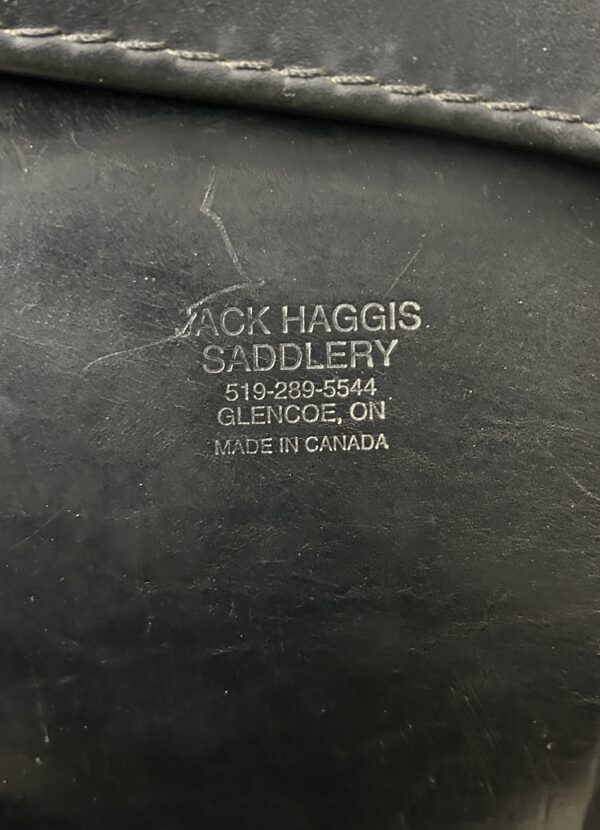 JACK HAGGIS
SADDLERY
519-289-5544
GLENCOE, ON
MADE IN CANADA